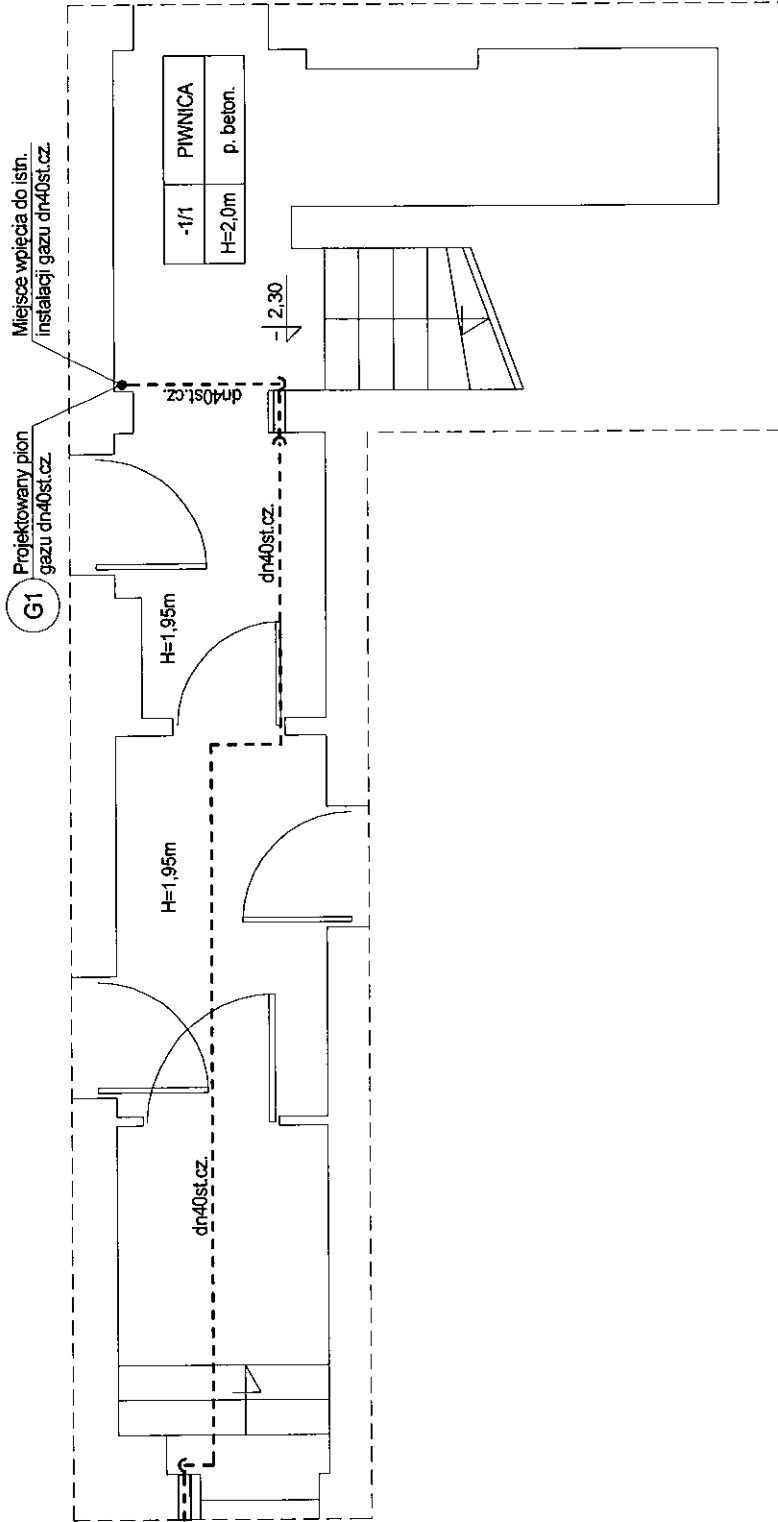 G1
Projektowany pion
gazu dn40st.cz.
Miejsce wpięcia do istn.
instalacji gazu dn40st.cz.
-1/1 PIWNICA
H=2,0m p. beton.
- 2,30
dn40st.cz.
dn40st.cz.
H=1,95m
H=1,95m
dn40st.cz.